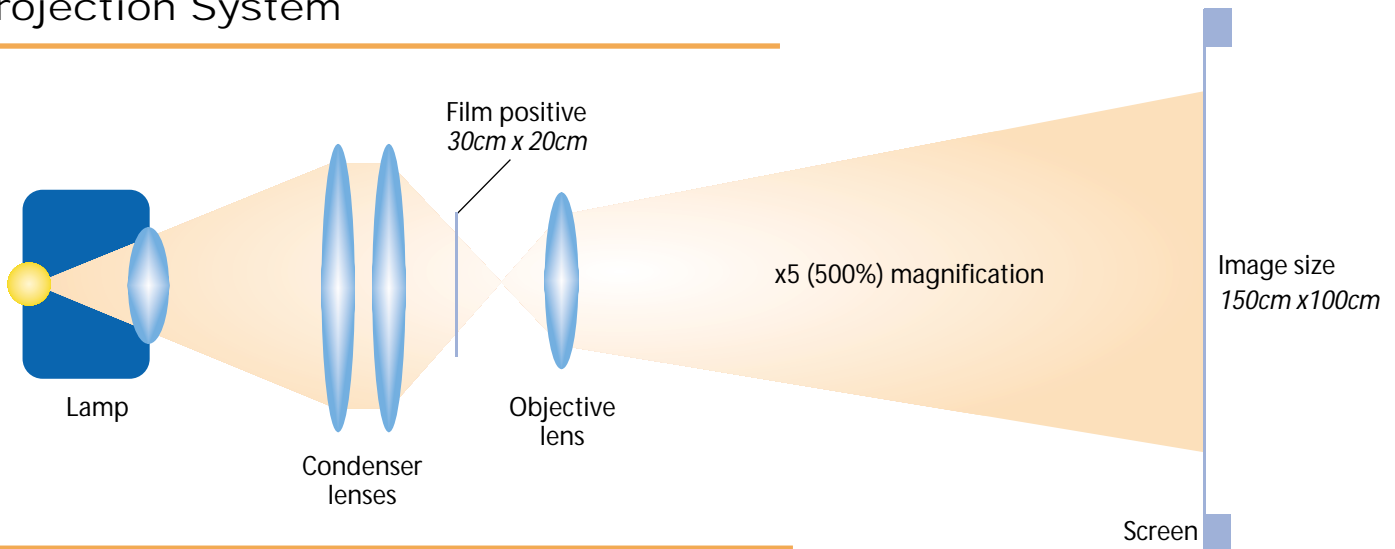 rojection System
Film positive
30cm x 20cm
x5 (500%) magnification
Image size
150cm x100cm
Lamp
Objective
lens
Condenser
lenses
Screen